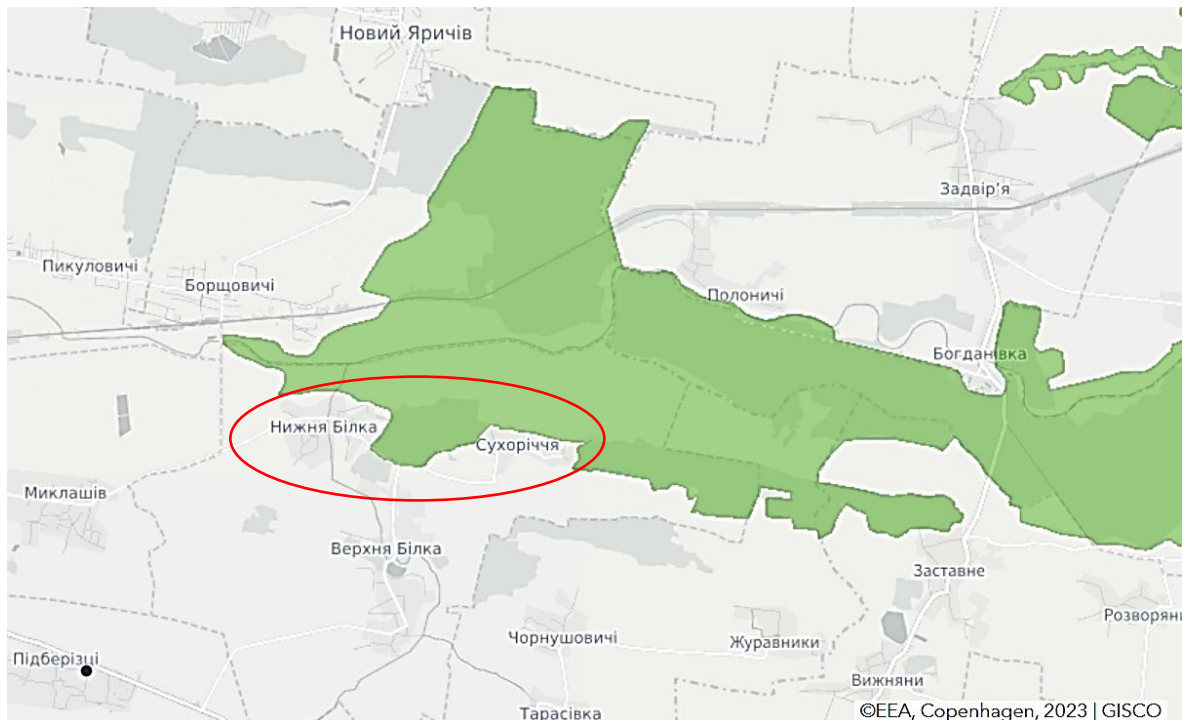 Новий Яричів
Задвір'я
Пикуловичі
Борщовичі
Полоничі
Богданівка
Нижня Білка
Сухоріччя
Миклашів
Верхня Білка
Заставне
Розворян
Чорнушовичі
Журавники
Підберізці
Вижняни
Тарасівка
©EEA, Copenhagen, 2023 | GISCO